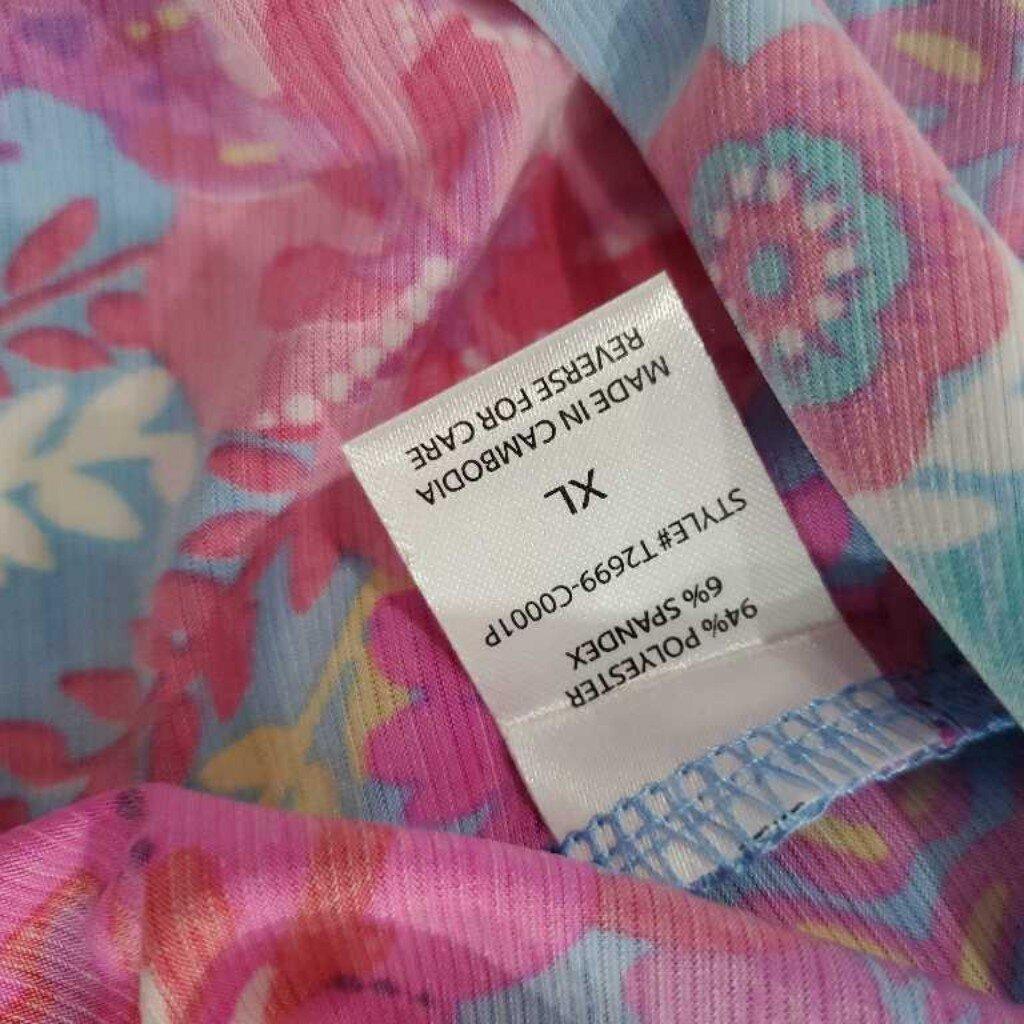 94% POLYESTER
6% SPANDEX
STYLE# T2699-C0001P
XL
MADE IN CAMBODIA
REVERSE FOR CARE